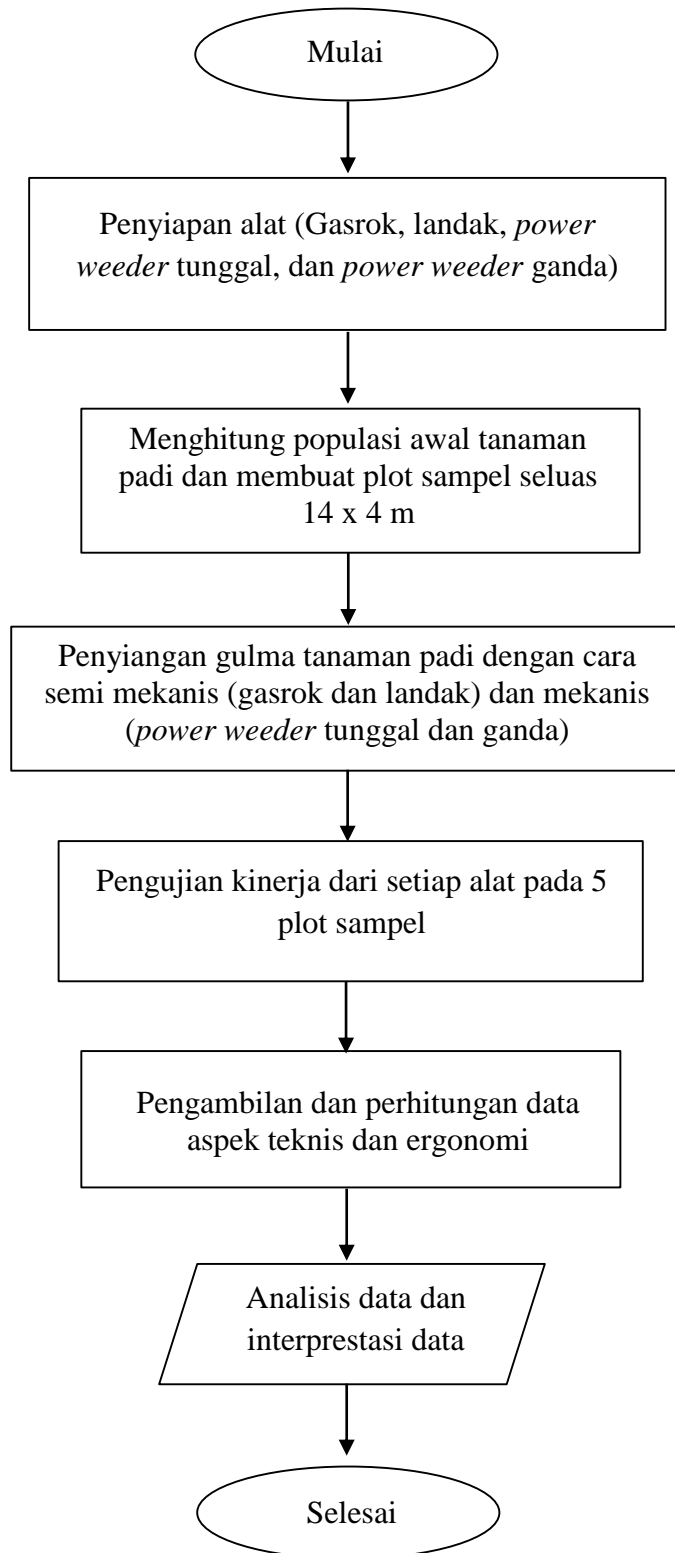 Mulai
Penyiapan alat (Gasrok, landak, power
weeder tunggal, dan power weeder ganda)
Menghitung populasi awal tanaman
padi dan membuat plot sampel seluas
14 x 4 m
Penyiangan gulma tanaman padi dengan cara
semi mekanis (gasrok dan landak) dan mekanis
(power weeder tunggal dan ganda)
Pengujian kinerja dari setiap alat pada 5
plot sampel
Pengambilan dan perhitungan data
aspek teknis dan ergonomi
Analisis data dan
interprestasi data
Selesai